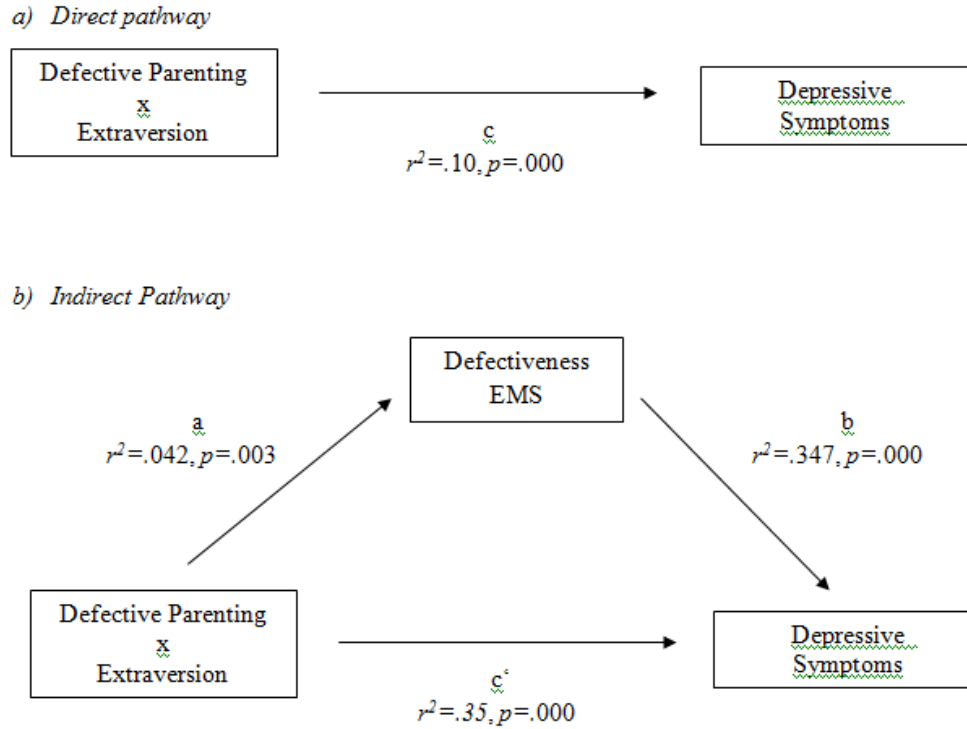 a) Direct pathway
Defective Parenting
x
Extraversion
Depressive
Symptoms
c
r²=.10, p=.000
b) Indirect Pathway
Defectiveness
EMS
a
r²=.042, p=.003
b
r²=.347, p=.000
Defective Parenting
x
Extraversion
Depressive
Symptoms
c‘
r²=.35, p=.000